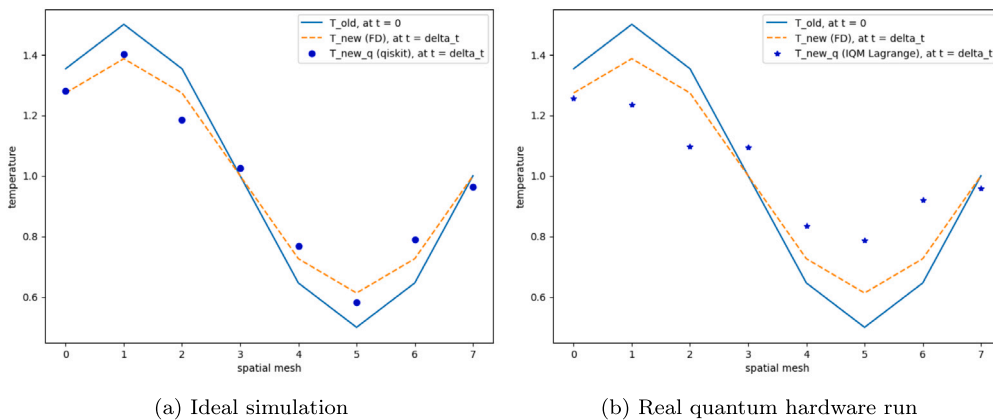 T_old, at t = 0
T_new (FD), at t = delta_t
T_new_q (qiskit), at t = delta_t
temperature
1.4
1.2
1.0
0.8
0.6
0 1 2 3 4 5 6 7
spatial mesh
(a) Ideal simulation
T_old, at t = 0
T_new (FD), at t = delta_t
T_new_q (IQM Lagrange), at t = delta_t
temperature
1.4
1.2
1.0
0.8
0.6
0 1 2 3 4 5 6 7
spatial mesh
(b) Real quantum hardware run